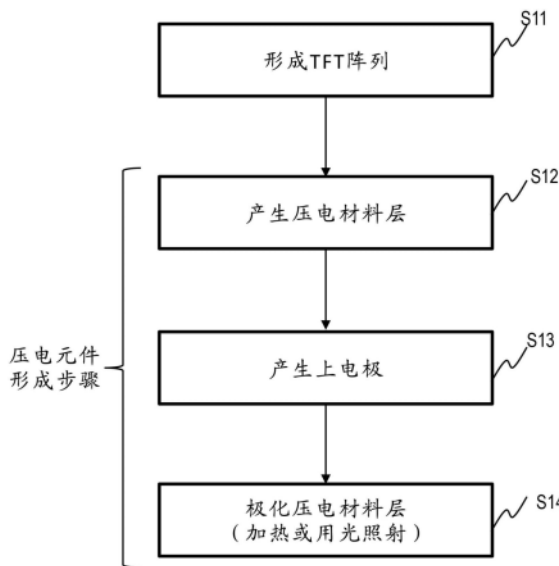 S11
形成TFT阵列
S12
产生压电材料层
S13
产生上电极
压电元件
形成步骤
S14
极化压电材料层
(加热或用光照射)